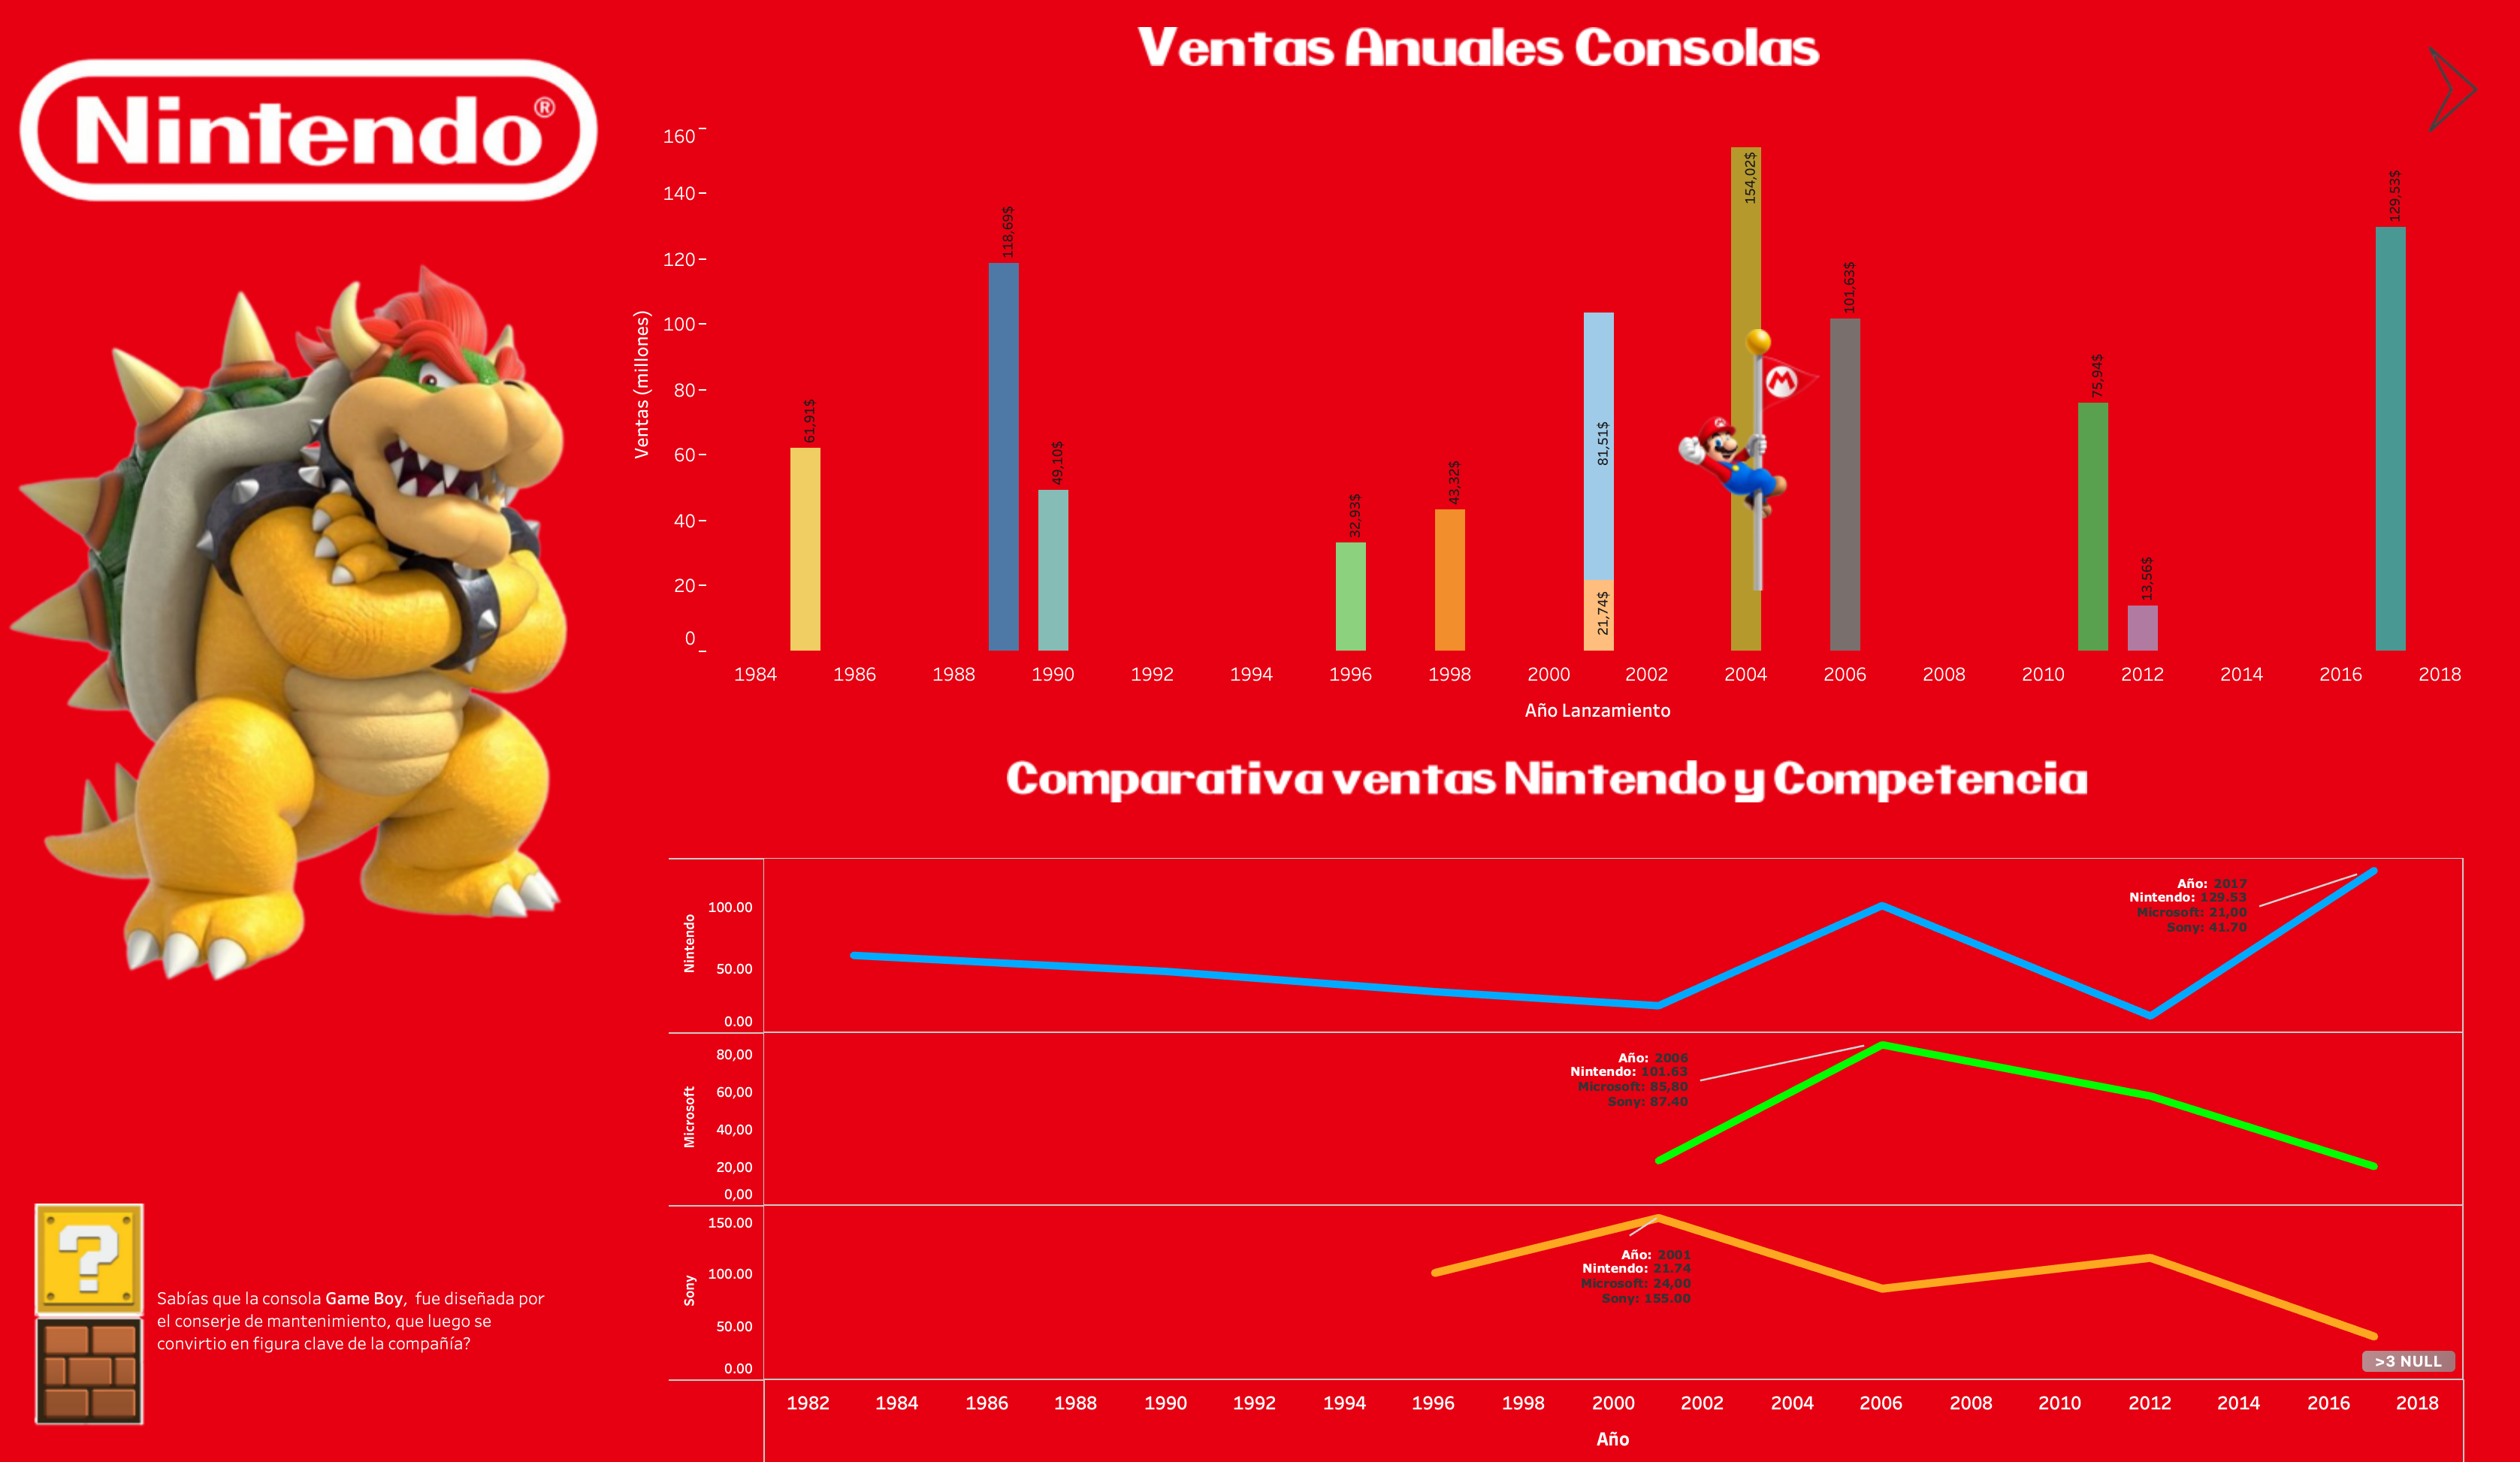 Nintendo®
Ventas Anuales Consolas
Ventas (millones)
160
140
120
100
80
60
40
20
0
61,91$
118,69$
49,10$
32,93$
43,32$
81,51$
21,74$
154,02$
M
M
101,63$
75,94$
13,56$
129,53$
1984 1986 1988 1990 1992 1994 1996 1998 2000 2002 2004 2006 2008 2010 2012 2014 2016 2018
Año Lanzamiento
Comparativa ventas Nintendo y Competencia
Nintendo
100.00
50.00
0.00
Año: 2017
Nintendo: 129.53
Microsoft: 21,00
Sony: 41.70
Microsoft
80,00
60,00
40,00
20,00
0,00
Año: 2006
Nintendo: 101.63
Microsoft: 85,80
Sony: 87.40
Sony
150.00
100.00
50.00
0.00
Año: 2001
Nintendo: 21.74
Microsoft: 24,00
Sony: 155.00
>3 NULL
1982 1984 1986 1988 1990 1992 1994 1996 1998 2000 2002 2004 2006 2008 2010 2012 2014 2016 2018
Año
?
Sabías que la consola Game Boy, fue diseñada por
el conserje de mantenimiento, que luego se
convirtio en figura clave de la compañía?